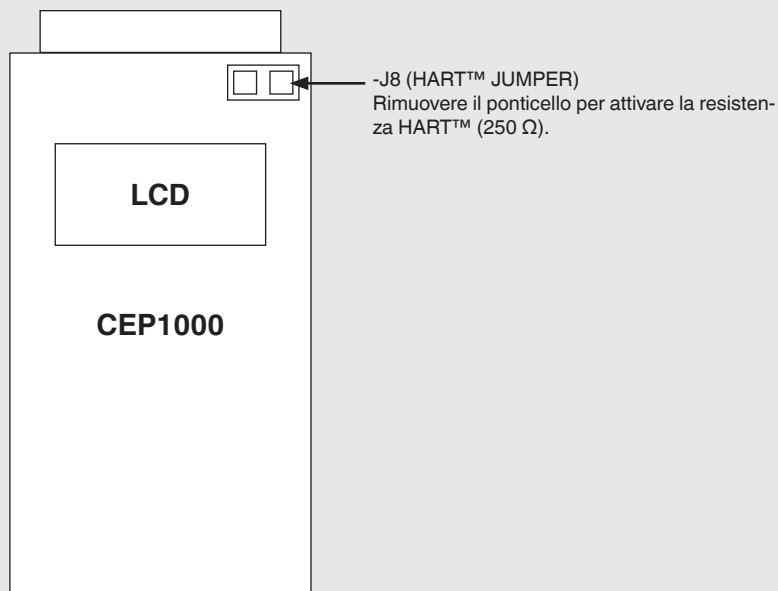 -J8 (HART™ JUMPER)
Rimuovere il ponticello per attivare la resisten-
za HART™ (250 Ω).
LCD
CEP1000